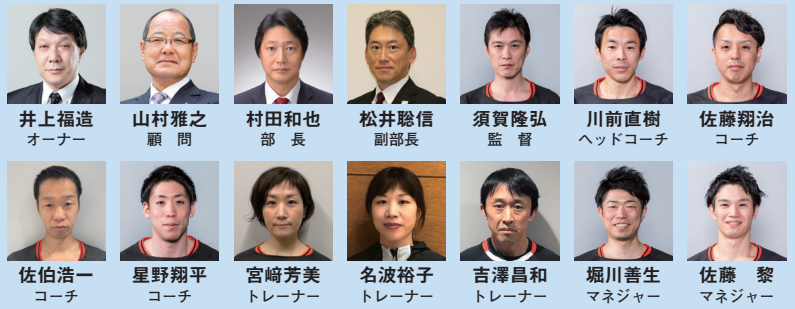 井上福造 山村雅之 村田和也 松井聡信 須賀隆弘 川前直樹 佐藤翔治
オーナー 顧　問 部　長 副部長 監　督 ヘッドコーチ コーチ
佐伯浩一 星野翔平 宮﨑芳美 名波裕子 吉澤昌和 堀川善生 佐藤　黎
コーチ コーチ トレーナー トレーナー トレーナー マネジャー マネジャー